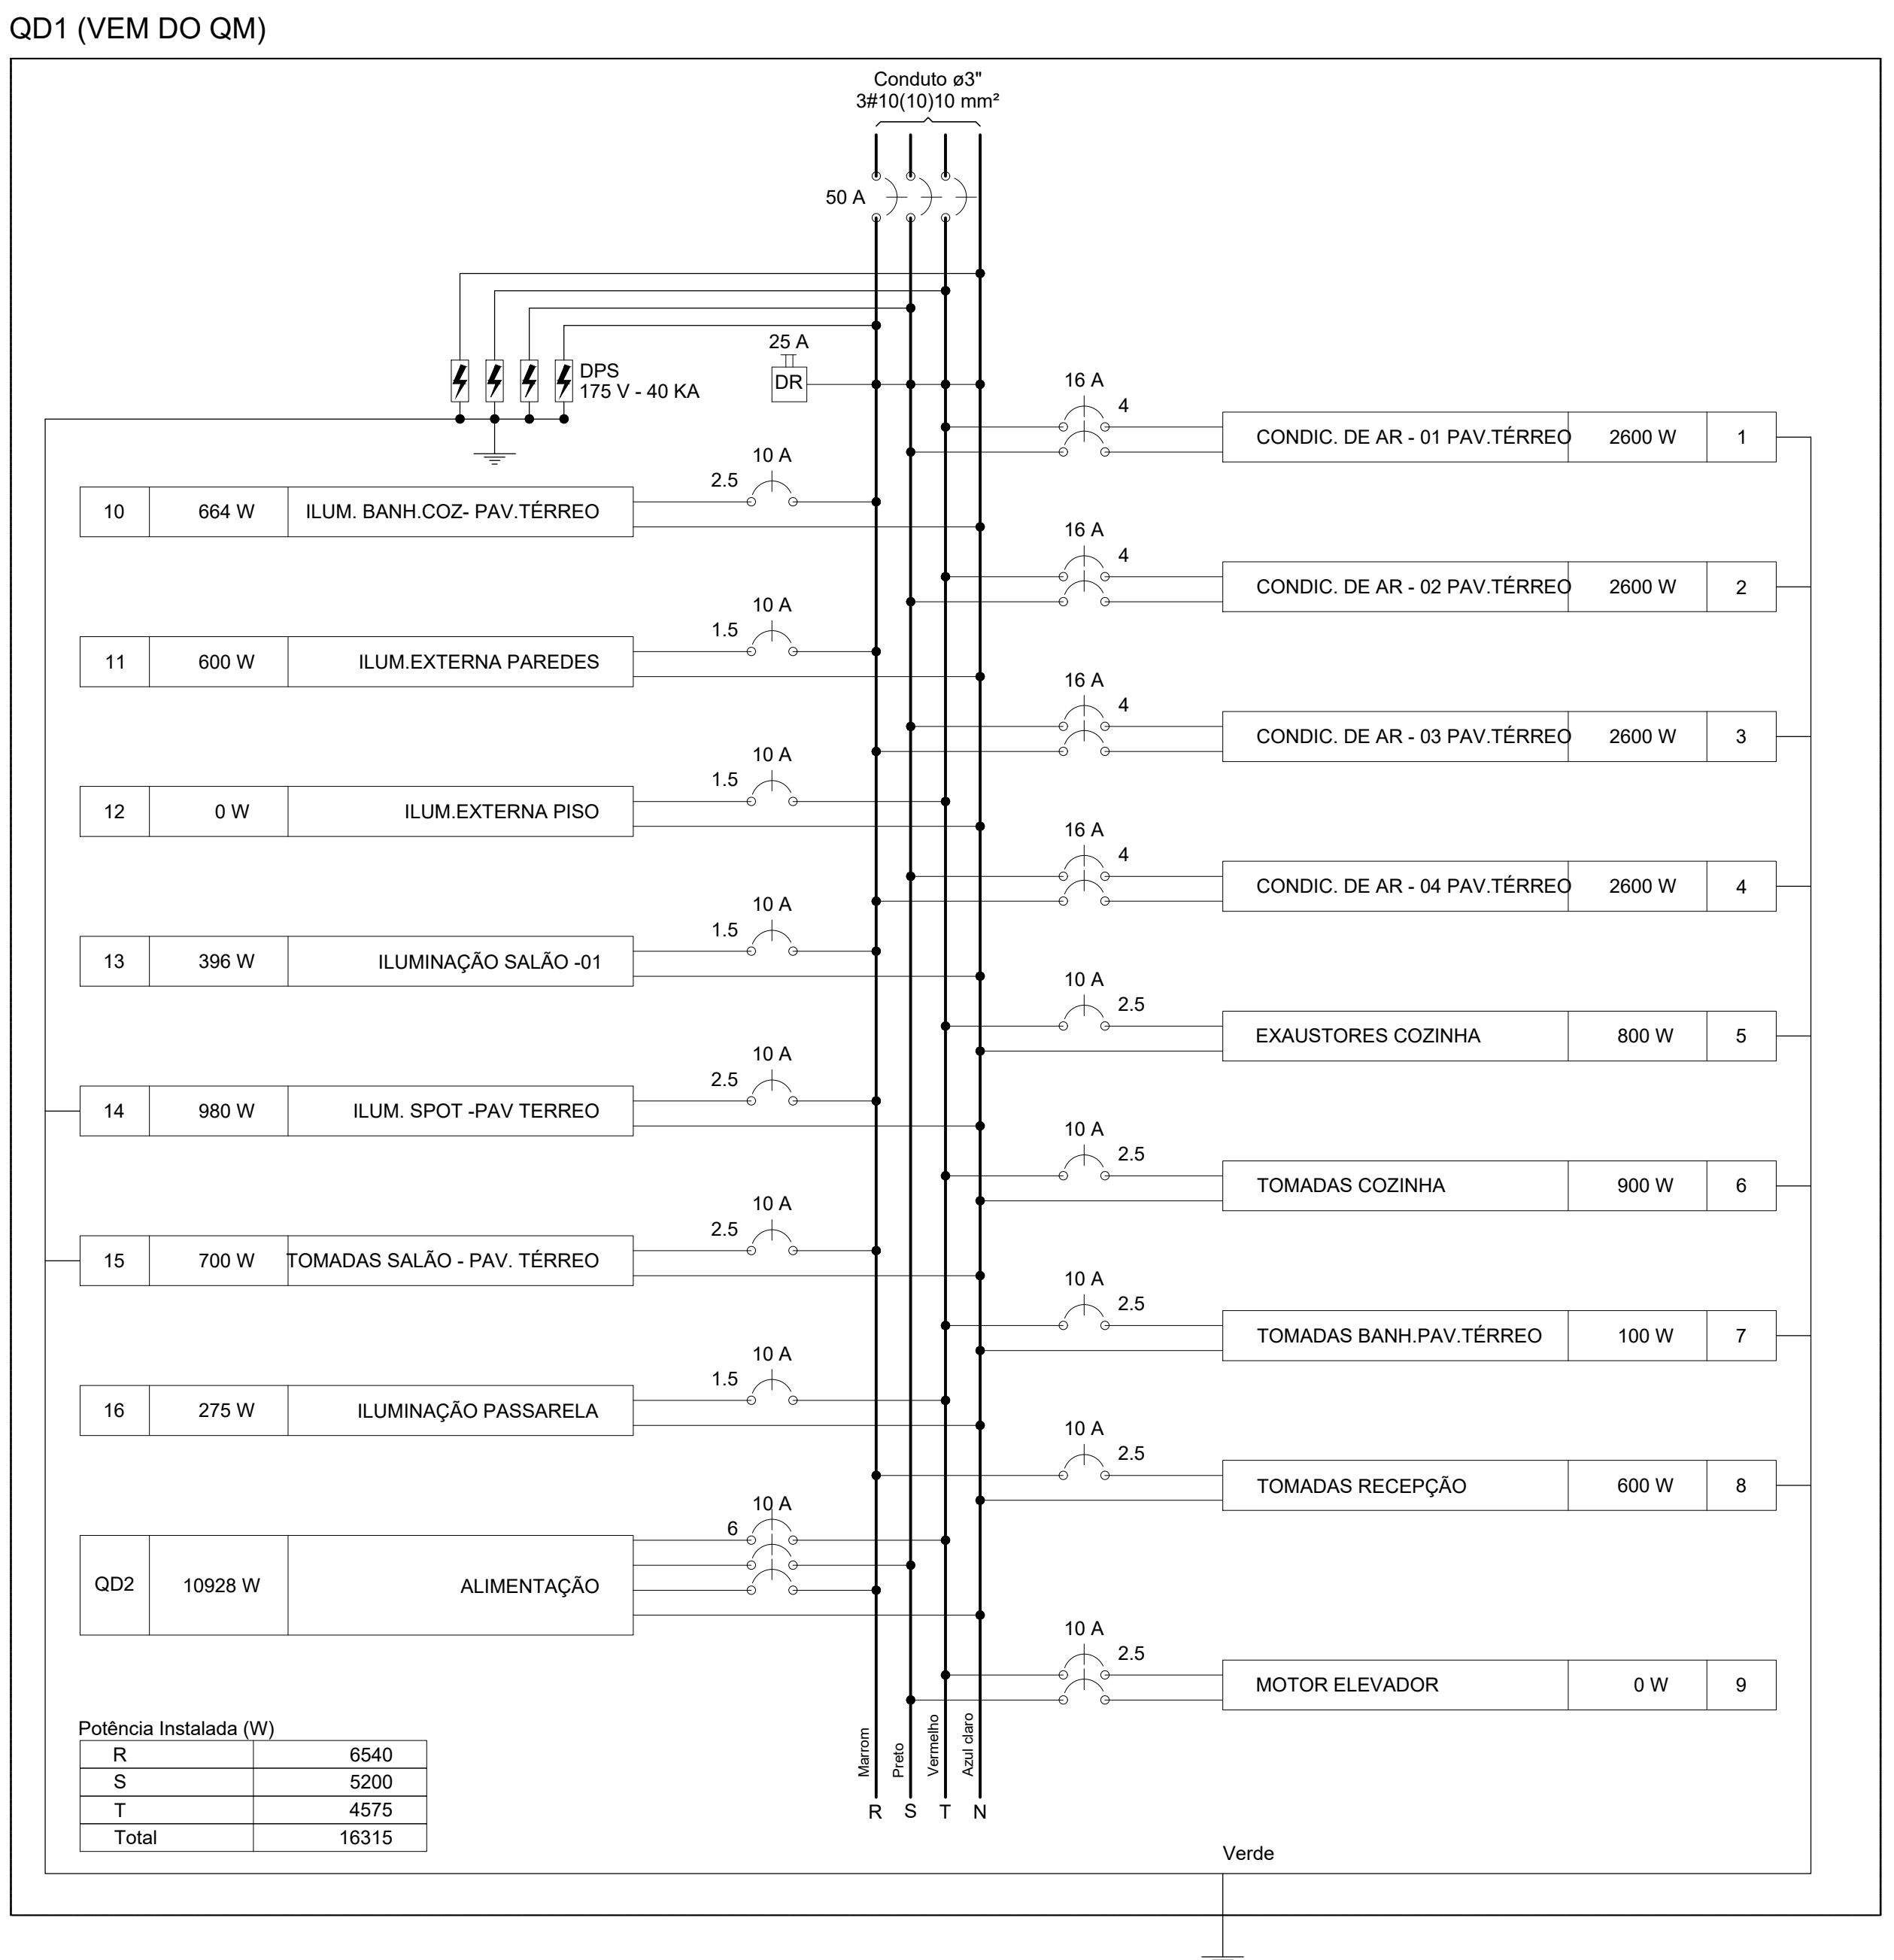 QD1 (VEM DO QM)
Conduto ø3"
3#10(10)10 mm²
50 A
DPS
175 V - 40 KA
25 A
DR
16 A
4
CONDIC. DE AR - 01 PAV.TÉRREO 2600 W 1
10 A
2.5
10 664 W ILUM. BANH.COZ- PAV.TÉRREO
16 A
4
CONDIC. DE AR - 02 PAV.TÉRREO 2600 W 2
10 A
1.5
11 600 W ILUM.EXTERNA PAREDES
16 A
4
CONDIC. DE AR - 03 PAV.TÉRREO 2600 W 3
10 A
1.5
12 0 W ILUM.EXTERNA PISO
16 A
4
CONDIC. DE AR - 04 PAV.TÉRREO 2600 W 4
10 A
1.5
13 396 W ILUMINAÇÃO SALÃO -01
10 A
2.5
EXAUSTORES COZINHA 800 W 5
10 A
2.5
14 980 W ILUM. SPOT -PAV TERREO
10 A
2.5
TOMADAS COZINHA 900 W 6
10 A
2.5
15 700 W TOMADAS SALÃO - PAV. TÉRREO
10 A
2.5
TOMADAS BANH.PAV.TÉRREO 100 W 7
10 A
1.5
16 275 W ILUMINAÇÃO PASSARELA
10 A
2.5
TOMADAS RECEPÇÃO 600 W 8
10 A
6
QD2 10928 W ALIMENTAÇÃO
10 A
2.5
MOTOR ELEVADOR 0 W 9
Potência Instalada (W)
R 6540
S 5200
T 4575
Total 16315
Marrom
Preto
Vermelho
Azul claro
R S T N
Verde